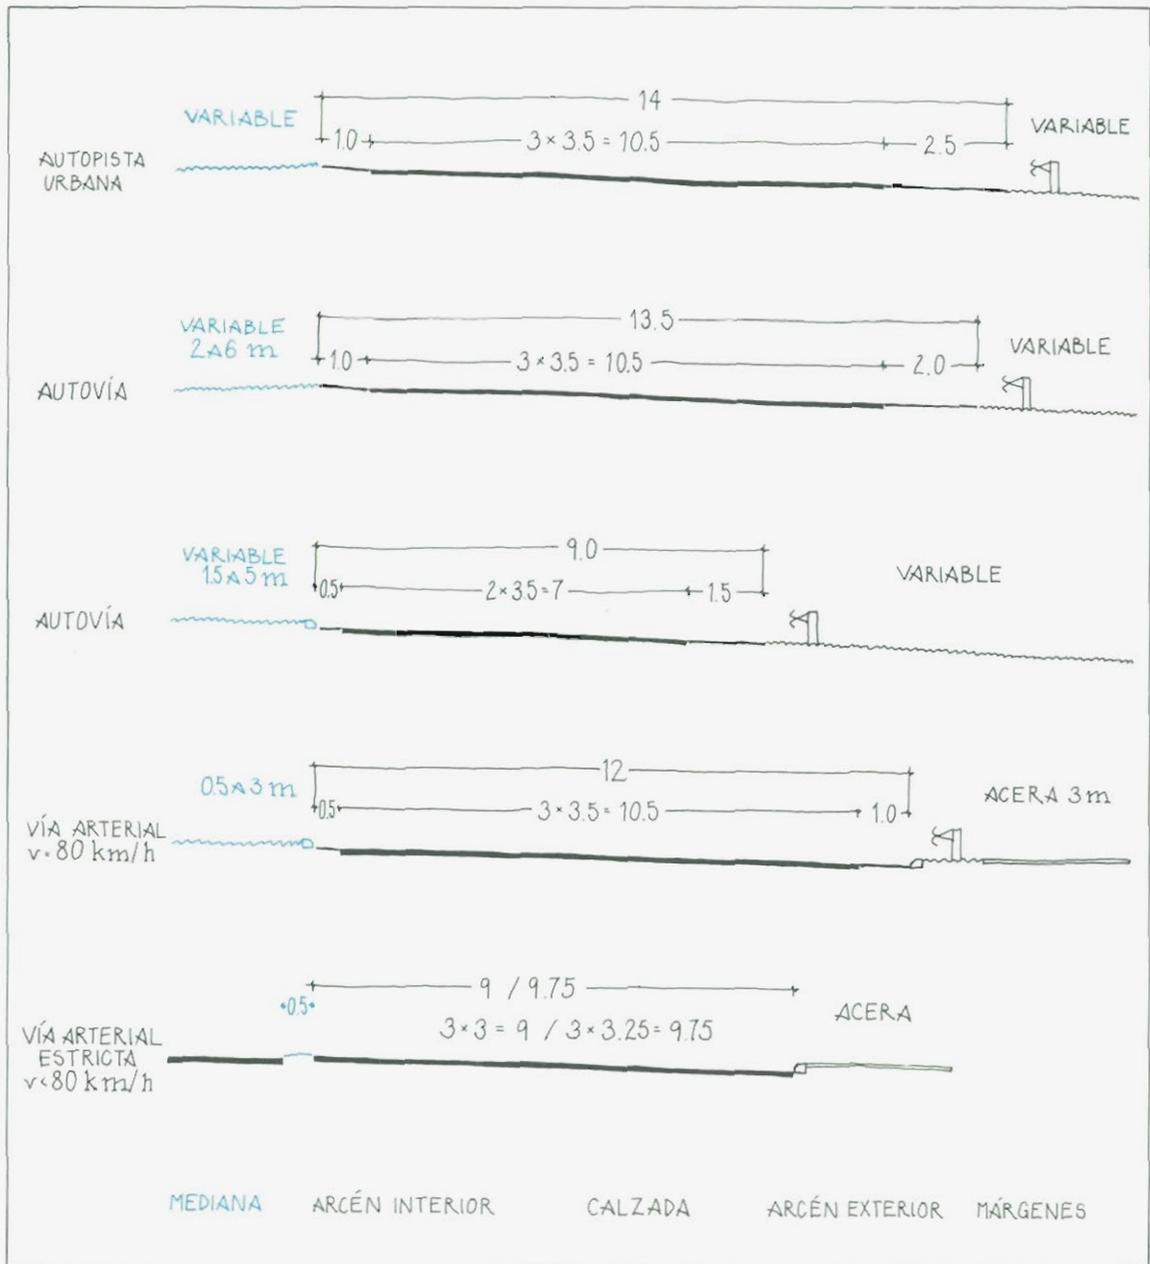 14
VARIABLE
1.0
3 × 3.5 = 10.5
2.5
VARIABLE
AUTOPISTA
URBANA
13.5
VARIABLE
2 A 6 m
1.0
3 × 3.5 = 10.5
2.0
VARIABLE
AUTOVÍA
9.0
VARIABLE
1.5 A 5 m
0.5
2 × 3.5 = 7
1.5
VARIABLE
AUTOVÍA
12
0.5 A 3 m
0.5
3 × 3.5 = 10.5
1.0
ACERA 3 m
VÍA ARTERIAL
v = 80 km/h
9 / 9.75
0.5
3 × 3 = 9 / 3 × 3.25 = 9.75
ACERA
VÍA ARTERIAL
ESTRICTA
v < 80 km/h
MEDIANA ARCÉN INTERIOR CALZADA ARCÉN EXTERIOR MÁRGENES